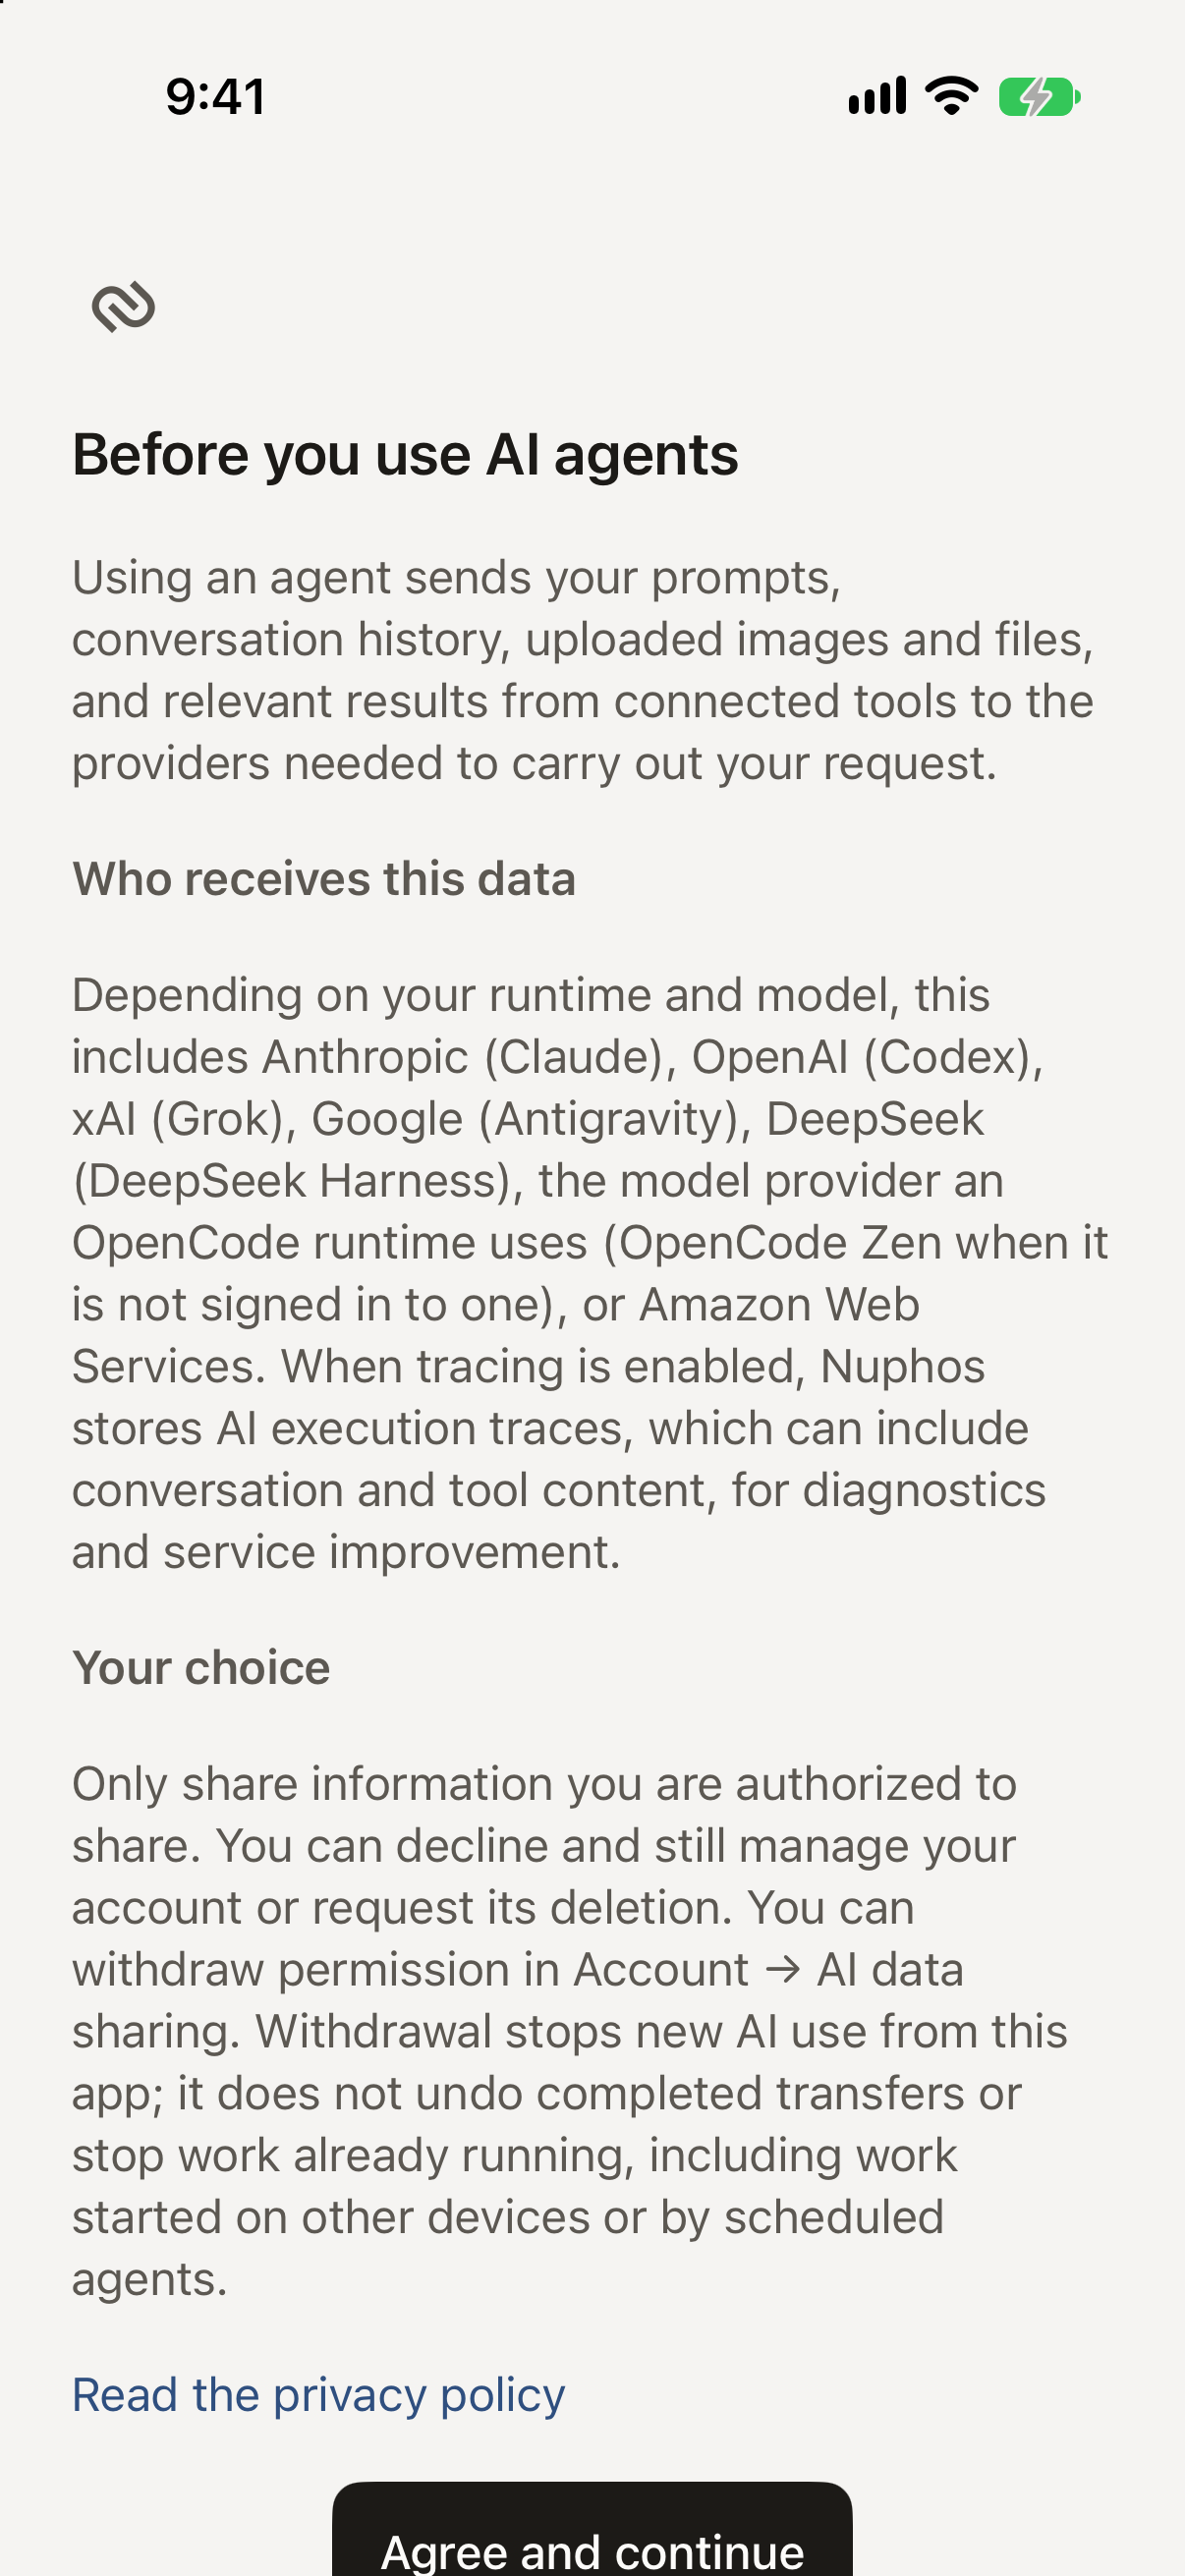 9:41
Before you use AI agents
Using an agent sends your prompts,
conversation history, uploaded images and files,
and relevant results from connected tools to the
providers needed to carry out your request.
Who receives this data
Depending on your runtime and model, this
includes Anthropic (Claude), OpenAI (Codex),
xAI (Grok), Google (Antigravity), DeepSeek
(DeepSeek Harness), the model provider an
OpenCode runtime uses (OpenCode Zen when it
is not signed in to one), or Amazon Web
Services. When tracing is enabled, Nuphos
stores AI execution traces, which can include
conversation and tool content, for diagnostics
and service improvement.
Your choice
Only share information you are authorized to
share. You can decline and still manage your
account or request its deletion. You can
withdraw permission in Account → AI data
sharing. Withdrawal stops new AI use from this
app; it does not undo completed transfers or
stop work already running, including work
started on other devices or by scheduled
agents.
Read the privacy policy
Agree and continue